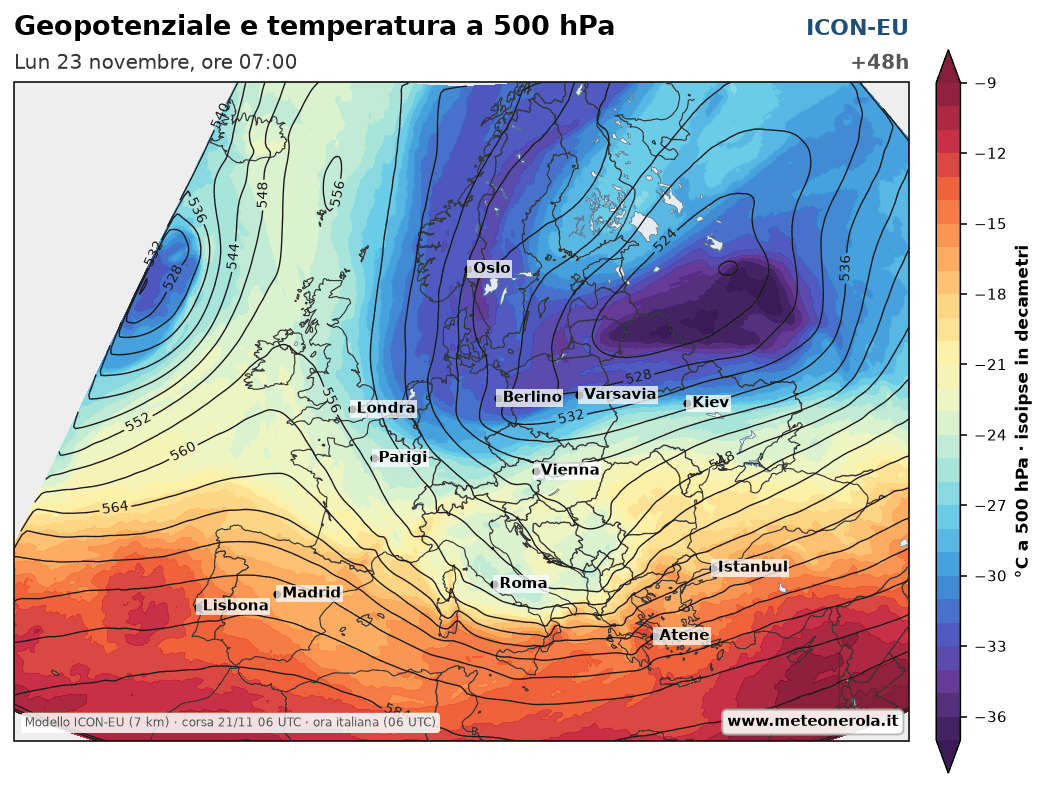 Geopotenziale e temperatura a 500 hPa
ICON-EU
Lun 23 novembre, ore 07:00
+48h
540
536
532
528
544
548
556
524
536
Oslo
528
532
556
Londra
Berlino
Varsavia
Kiev
552
560
Parigi
Vienna
548
564
Roma
Istanbul
Madrid
Lisbona
Atene
584
Modello ICON-EU (7 km) · corsa 21/11 06 UTC · ora italiana (06 UTC)
www.meteonerola.it
−9
−12
−15
−18
−21
−24
−27
−30
−33
−36
°C a 500 hPa · isoipse in decametri